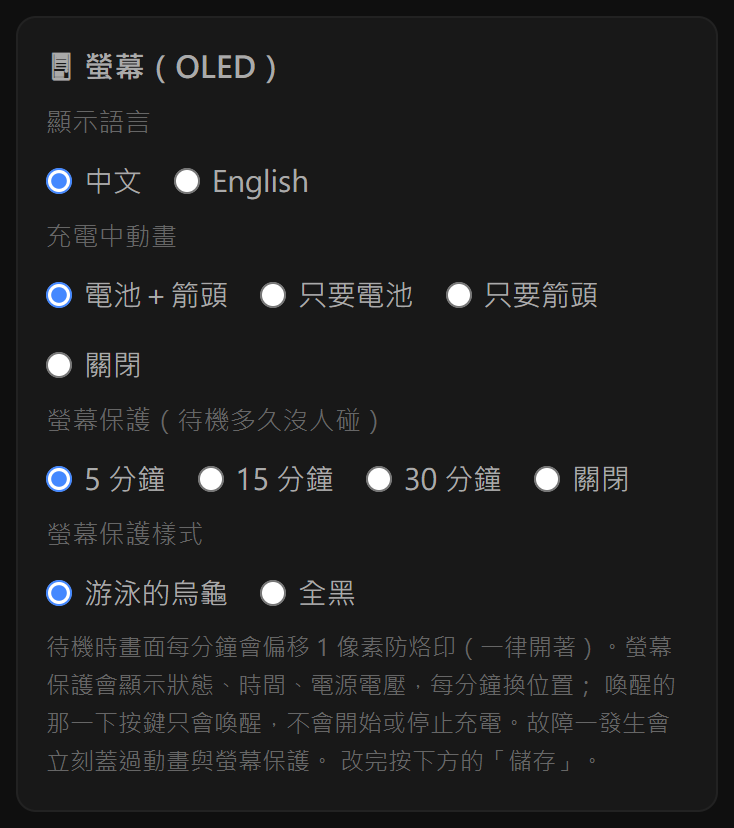 螢幕（OLED）
顯示語言
中文 English
充電中動畫
電池＋箭頭 只要電池 只要箭頭
關閉
螢幕保護（待機多久沒人碰）
5 分鐘 15 分鐘 30 分鐘 關閉
螢幕保護樣式
游泳的烏龜 全黑
待機時畫面每分鐘會偏移 1 像素防烙印（一律開著）。螢幕
保護會顯示狀態、時間、電源電壓，每分鐘換位置； 喚醒的
那一下按鍵只會喚醒，不會開始或停止充電。故障一發生會
立刻蓋過動畫與螢幕保護。 改完按下方的「儲存」。